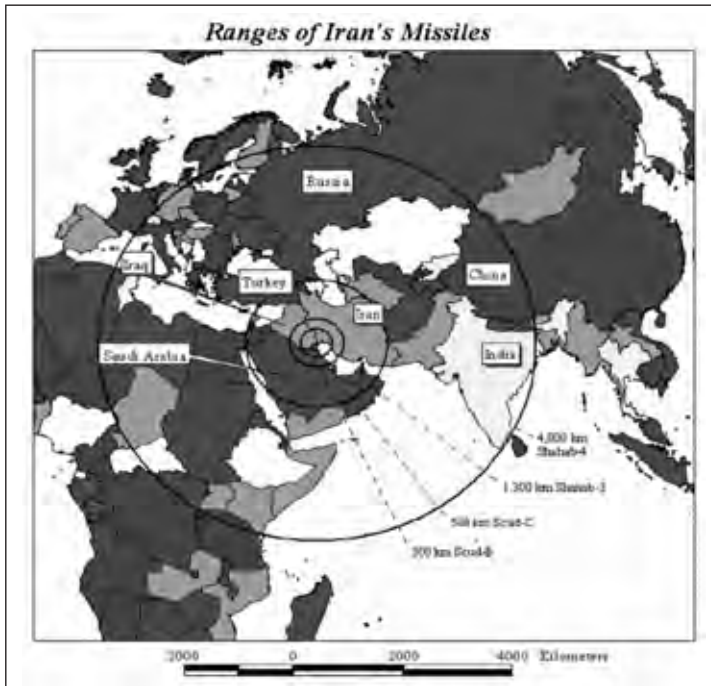 Ranges of Iran's Missiles
Russia
China
Iraq
Turkey
Iran
India
Saudi Arabia
4,000 km
Shahab-4
1,300 km Shahab-3
500 km Scud-C
300 km Scud-B
2000 0 2000 4000 Kilometers